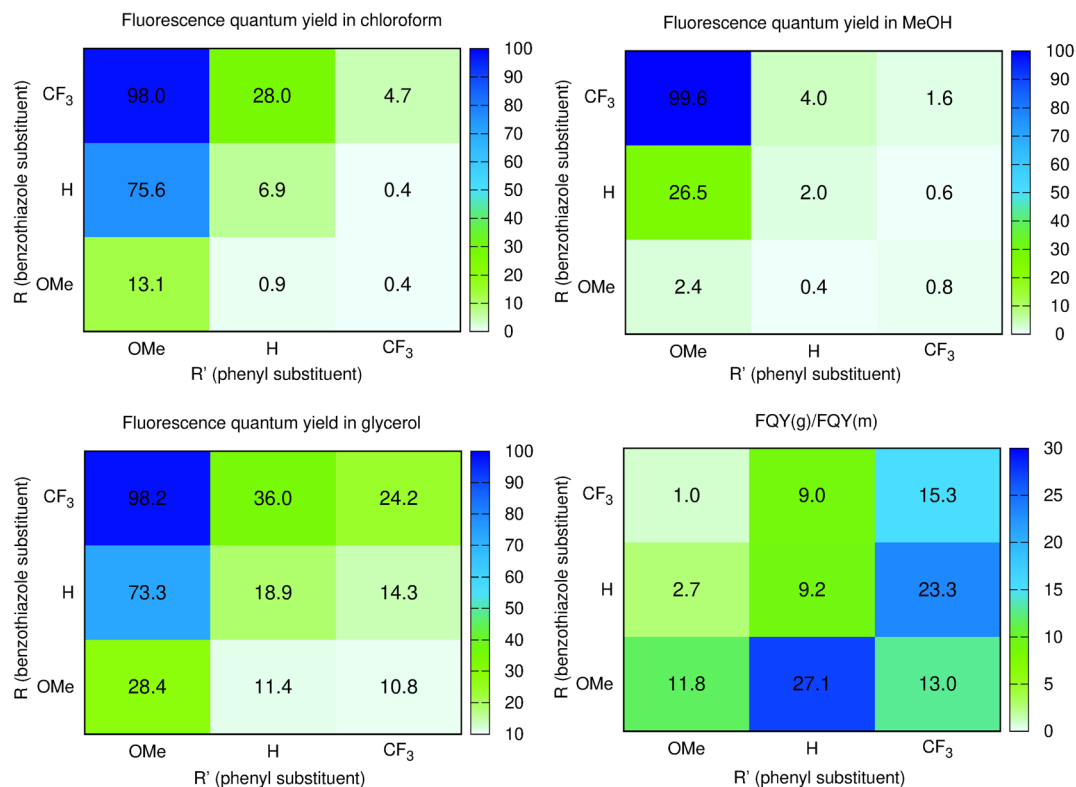 Fluorescence quantum yield in chloroform
R (benzothiazole substituent)
CF3 98.0 28.0 4.7
H 75.6 6.9 0.4
OMe 13.1 0.9 0.4
OMe H CF3
R' (phenyl substituent)
100
90
80
70
60
50
40
30
20
10
0
Fluorescence quantum yield in MeOH
R (benzothiazole substituent)
CF3 99.6 4.0 1.6
H 26.5 2.0 0.6
OMe 2.4 0.4 0.8
OMe H CF3
R' (phenyl substituent)
100
90
80
70
60
50
40
30
20
10
0
Fluorescence quantum yield in glycerol
R (benzothiazole substituent)
CF3 98.2 36.0 24.2
H 73.3 18.9 14.3
OMe 28.4 11.4 10.8
OMe H CF3
R' (phenyl substituent)
100
90
80
70
60
50
40
30
20
10
FQY(g)/FQY(m)
R (benzothiazole substituent)
CF3 1.0 9.0 15.3
H 2.7 9.2 23.3
OMe 11.8 27.1 13.0
OMe H CF3
R' (phenyl substituent)
30
25
20
15
10
5
0